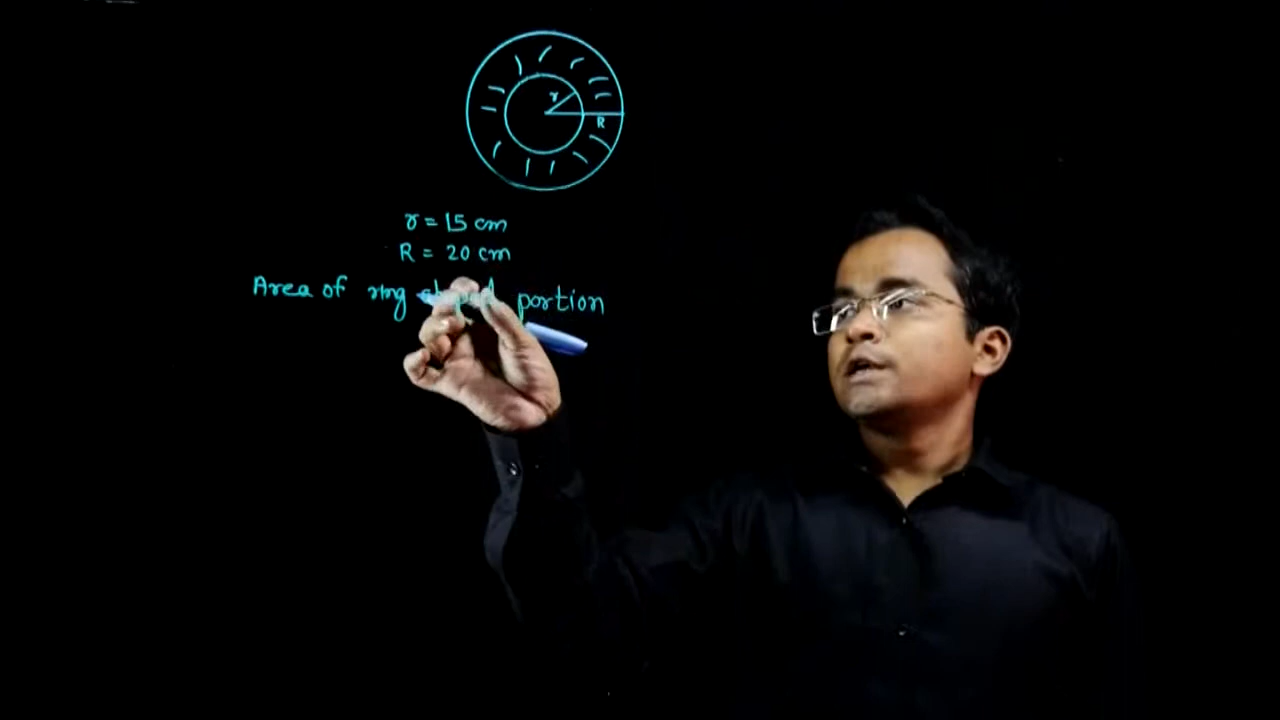 r
R
r = 15 cm
R = 20 cm
Area of ring portion